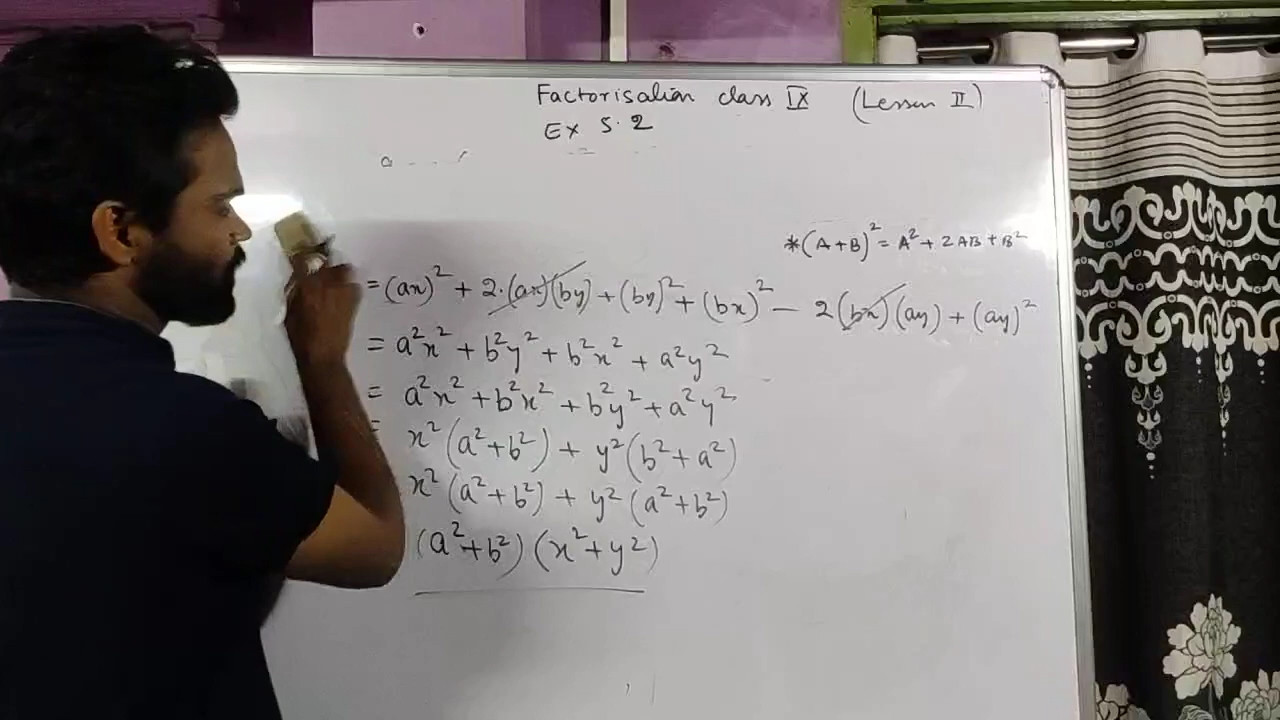 Factorisation class IX (Lesson II)
Ex 5.2
*(A+B)² = A² + 2AB + B²
= (ax)² + 2·(ax)(by) + (by)² + (bx)² − 2(bx)(ay) + (ay)²
= a²x² + b²y² + b²x² + a²y²
= a²x² + b²x² + b²y² + a²y²
= x²(a²+b²) + y²(b²+a²)
x²(a²+b²) + y²(a²+b²)
(a²+b²)(x²+y²)